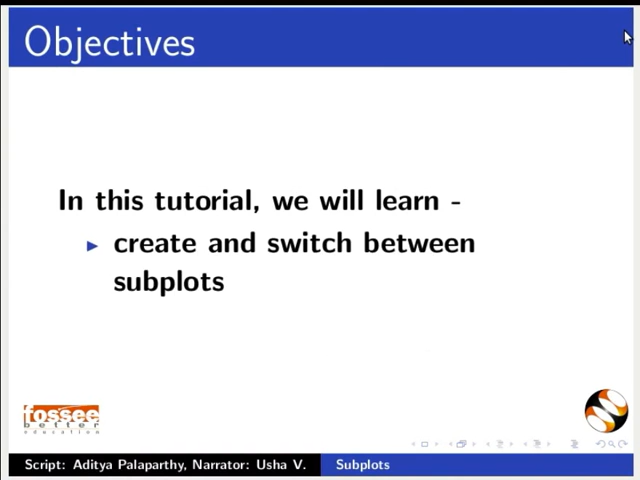 Objectives
In this tutorial, we will learn -
create and switch between
subplots
fossee
better
education
Script: Aditya Palaparthy, Narrator: Usha V. Subplots